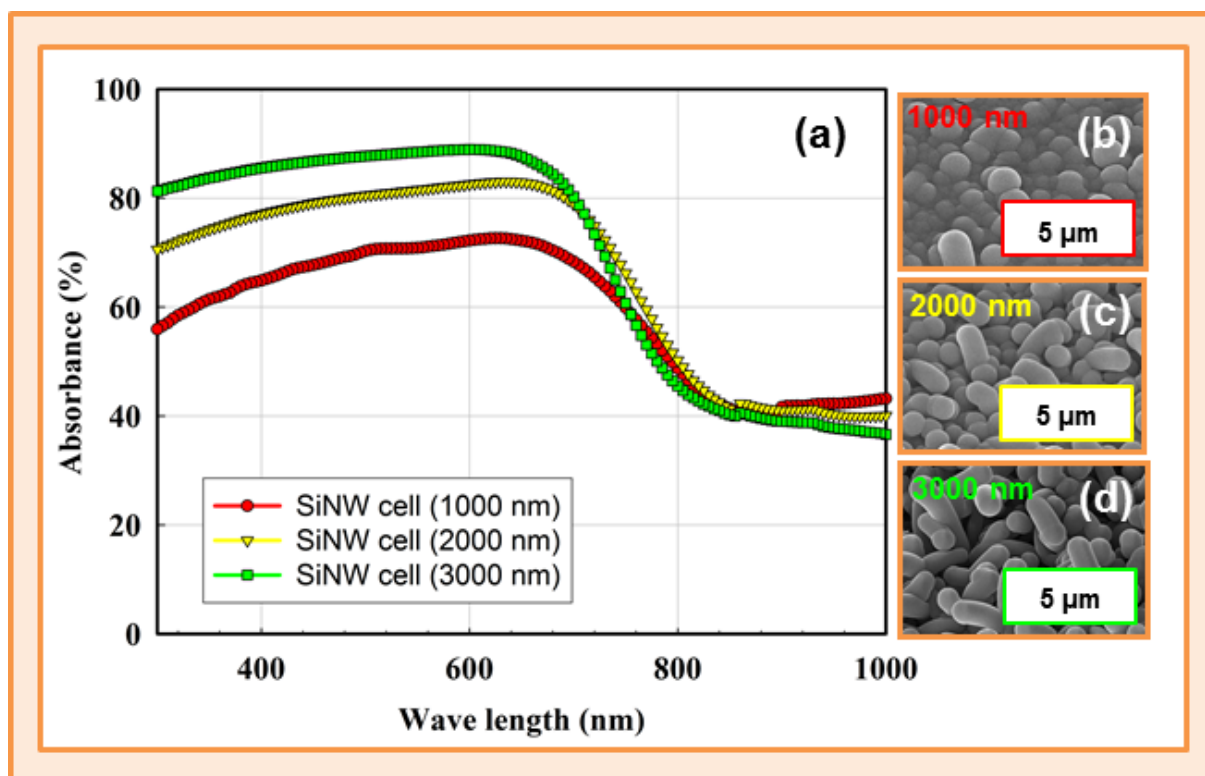 100
80
60
40
20
0
Absorbance (%)
(a)
SiNW cell (1000 nm)
SiNW cell (2000 nm)
SiNW cell (3000 nm)
400
600
800
1000
Wave length (nm)
1000 nm
(b)
5 μm
2000 nm
(c)
5 μm
3000 nm
(d)
5 μm